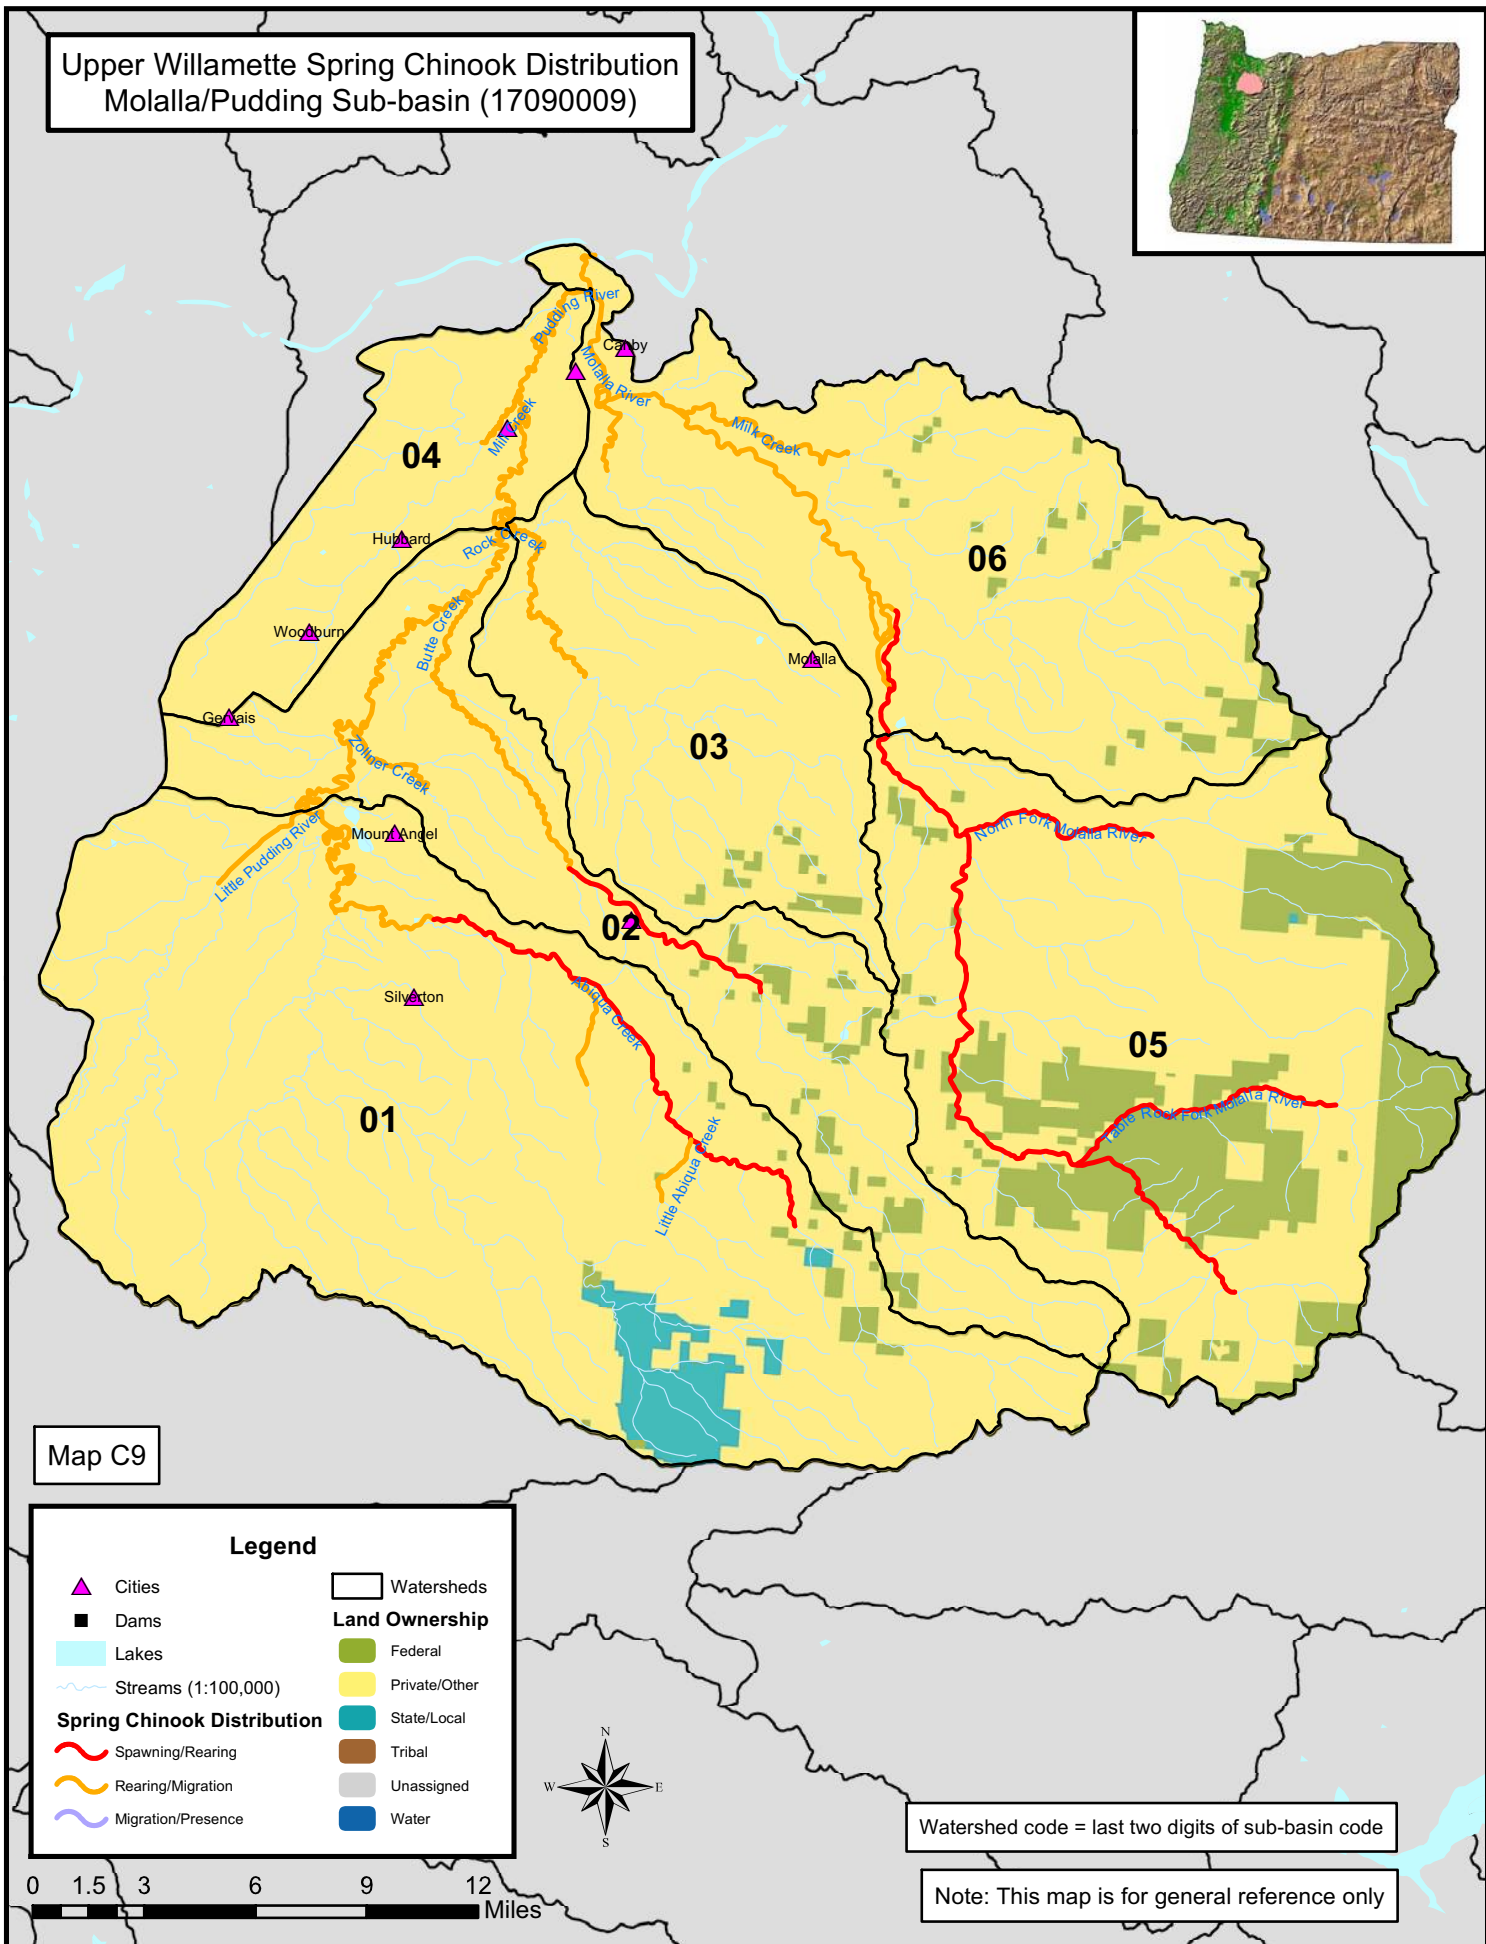 Upper Willamette Spring Chinook Distribution
Molalla/Pudding Sub-basin (17090009)
Pudding River
Canby
Molalla River
Milk Creek
Mill Creek
04
06
Hubbard
Rock Creek
Woodburn
Butte Creek
Molalla
Gervais
03
Zollner Creek
Mount Angel
North Fork Molalla River
Little Pudding River
02
Silverton
Abiqua Creek
05
01
Table Rock Fork Molalla River
Little Abiqua Creek
Map C9
Legend
Cities
Dams
Lakes
Streams (1:100,000)
Spring Chinook Distribution
Spawning/Rearing
Rearing/Migration
Migration/Presence
Watersheds
Land Ownership
Federal
Private/Other
State/Local
Tribal
Unassigned
Water
N
W
E
S
Watershed code = last two digits of sub-basin code
Note: This map is for general reference only
0 1.5 3 6 9 12
Miles